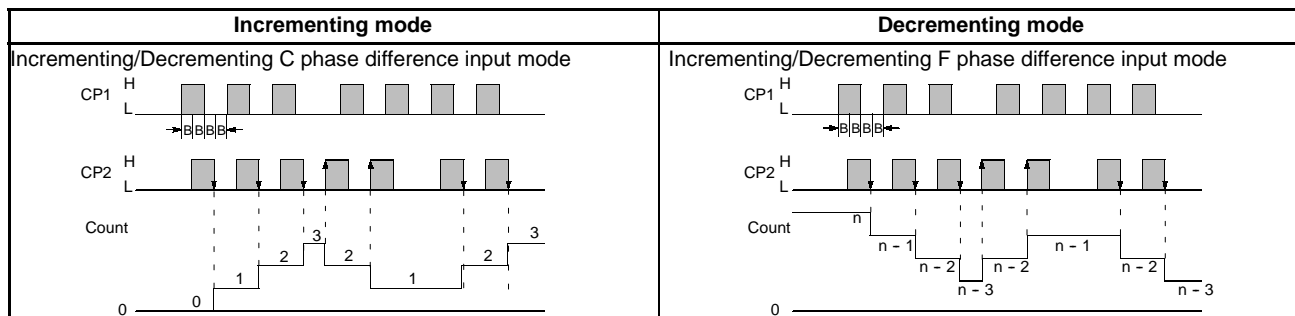 Incrementing mode
Decrementing mode
Incrementing/Decrementing C phase difference input mode
Incrementing/Decrementing F phase difference input mode
CP1 H
L
B B B B
CP2 H
L
Count
0
0
1
2
3
2
1
2
3
CP1 H
L
B B B B
CP2 H
L
Count
0
n
n - 1
n - 2
n - 3
n - 2
n - 1
n - 2
n - 3